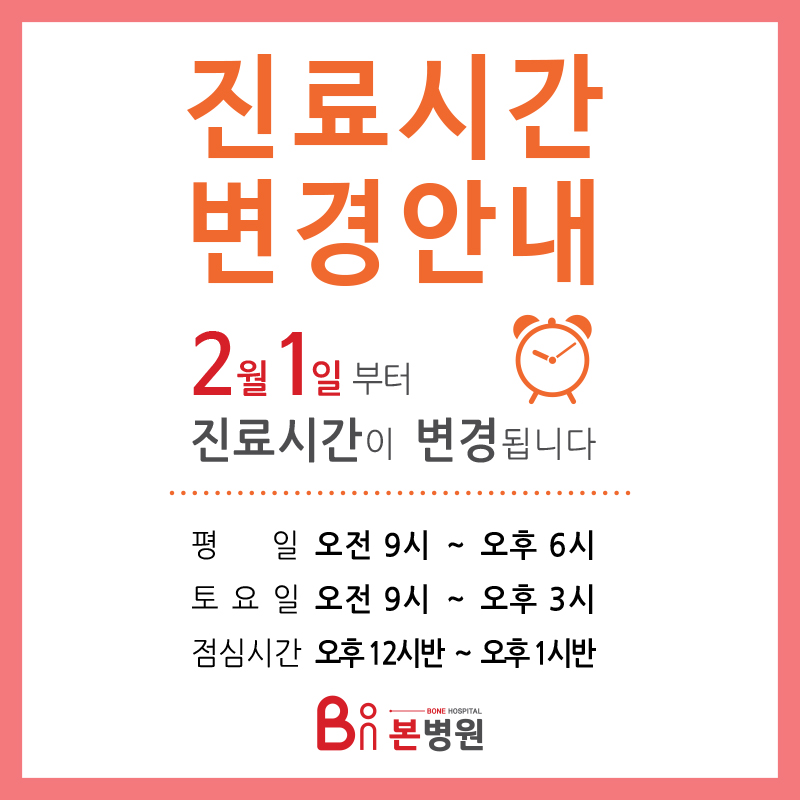 진료시간
변경안내
2월 1일 부터
진료시간이 변경됩니다
평 일 오전 9시 ~ 오후 6시
토 요 일 오전 9시 ~ 오후 3시
점심시간 오후 12시반 ~ 오후 1시반
BONE HOSPITAL
Bon 본병원